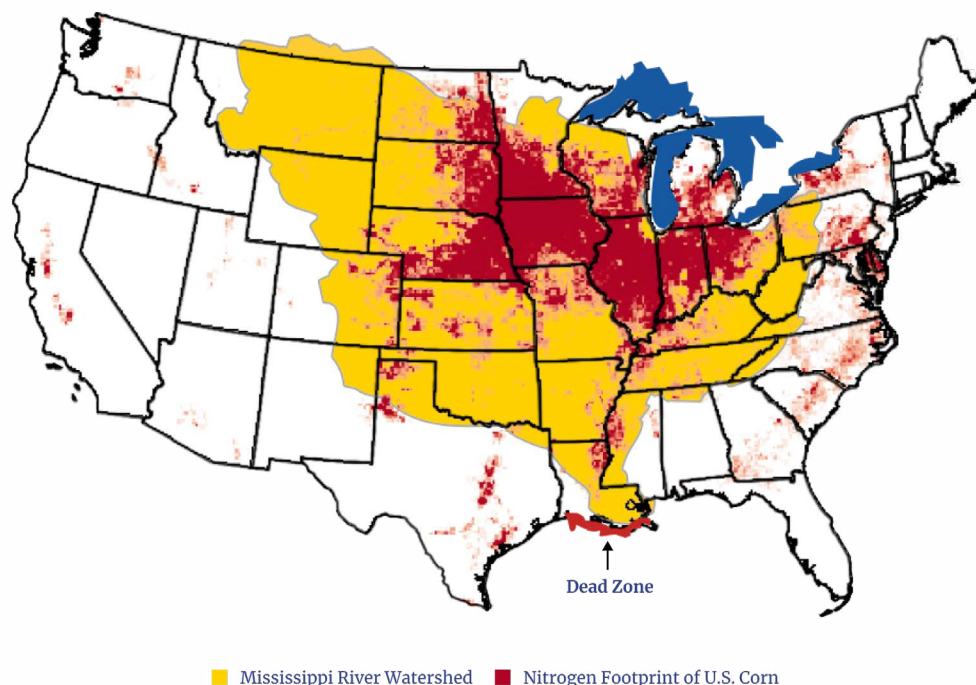 Dead Zone
Mississippi River Watershed
Nitrogen Footprint of U.S. Corn